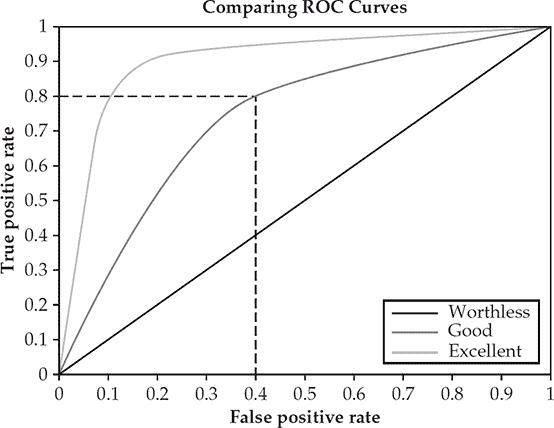 Comparing ROC Curves
1
0.9
0.8
0.7
0.6
0.5
0.4
0.3
0.2
0.1
0
True positive rate
0 0.1 0.2 0.3 0.4 0.5 0.6 0.7 0.8 0.9 1
False positive rate
Worthless
Good
Excellent